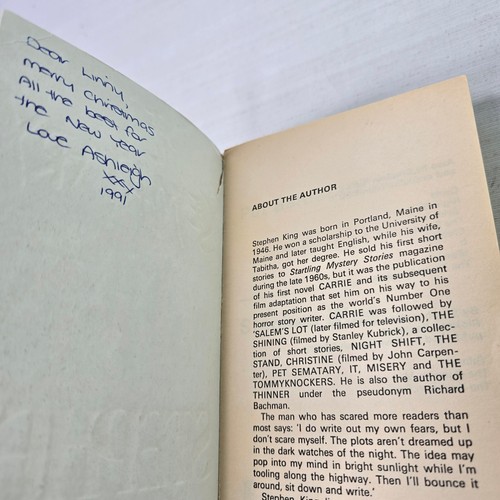 Dear Linny,
merry christmas
All the best for
the New Year
Love Ashleigh
xxx
1991
ABOUT THE AUTHOR
Stephen King was born in Portland, Maine in
1946. He won a scholarship to the University of
Maine and later taught English, while his wife,
Tabitha, got her degree. He sold his first short
stories to Startling Mystery Stories magazine
during the late 1960s, but it was the publication
of his first novel CARRIE and its subsequent
film adaptation that set him on his way to his
present position as the world's Number One
horror story writer. CARRIE was followed by
'SALEM'S LOT (later filmed for television), THE
SHINING (filmed by Stanley Kubrick), a collec-
tion of short stories, NIGHT SHIFT, THE
STAND, CHRISTINE (filmed by John Carpen-
ter), PET SEMATARY, IT, MISERY and THE
TOMMYKNOCKERS. He is also the author of
THINNER under the pseudonym Richard
Bachman.
The man who has scared more readers than
most says: 'I do write out my own fears, but I
don't scare myself. The plots aren't dreamed up
in the dark watches of the night. The idea may
pop into my mind in bright sunlight while I'm
tooling along the highway. Then I'll bounce it
around, sit down and write.'
Stephen King